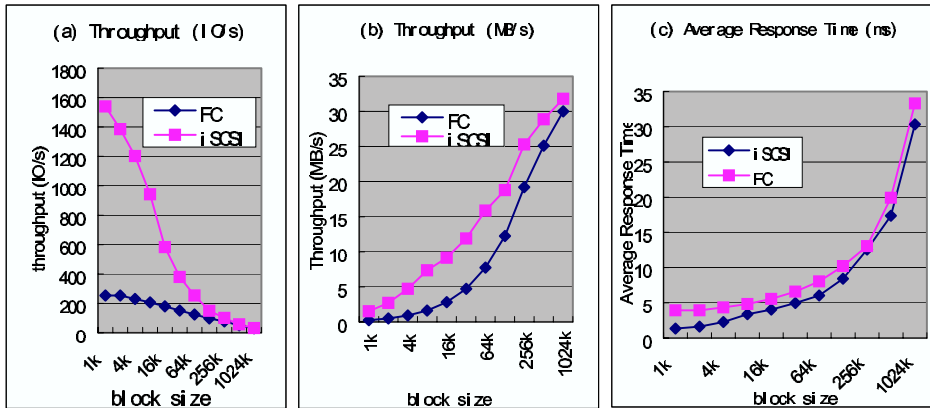 (a) Throughput (IO/s)
1800
1600
1400
1200
1000
800
600
400
200
0
throughput (IO/s)
FC
iSCSI
1k
4k
16k
64k
256k
1024k
block size
(b) Throughput (MB/s)
35
30
25
20
15
10
5
0
Throughput (MB/s)
FC
iSCSI
1k
4k
16k
64k
256k
1024k
block size
(c) Average Response Time (ms)
35
30
25
20
15
10
5
0
Average Response Time
iSCSI
FC
1k
4k
16k
64k
256k
1024k
block size